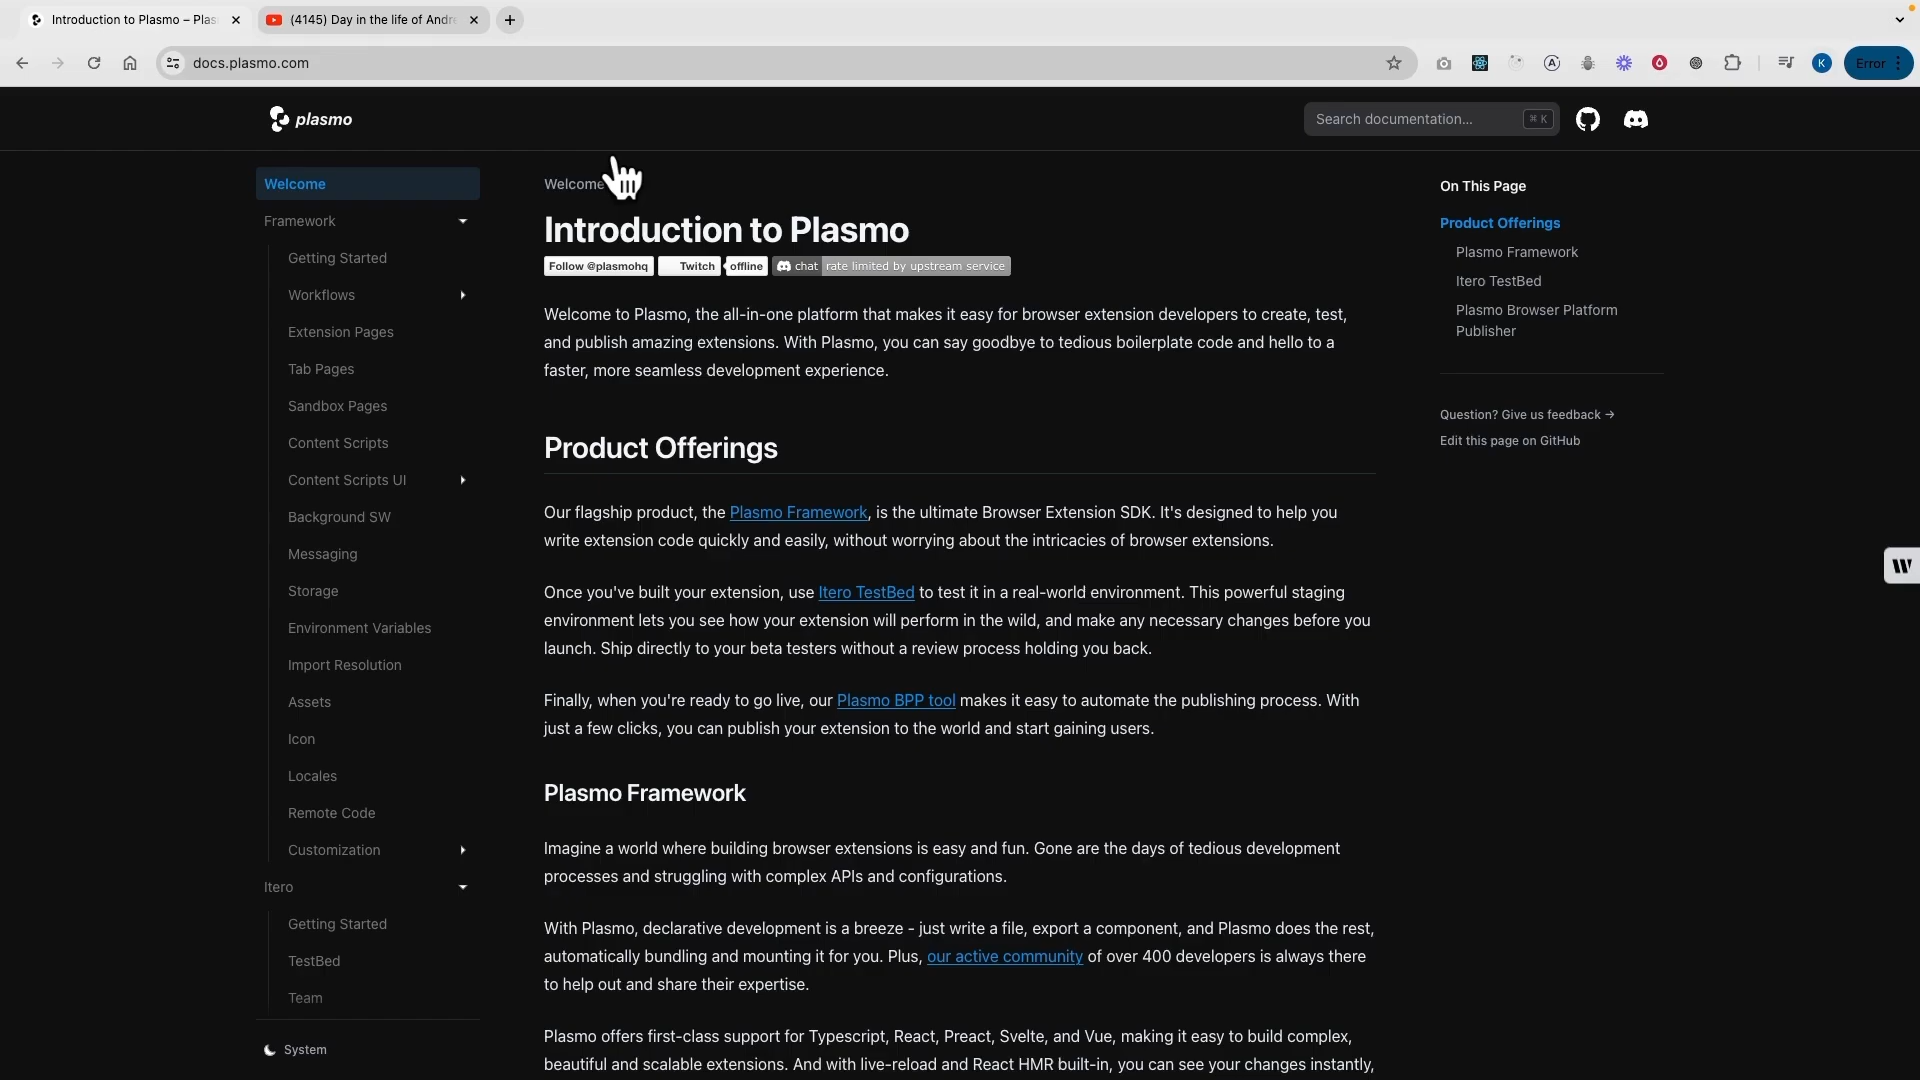 Introduction to Plasmo – Plas
(4145) Day in the life of Andre
docs.plasmo.com
K
Error
plasmo
Search documentation...
⌘ K
Welcome
Framework
Getting Started
Workflows
Extension Pages
Tab Pages
Sandbox Pages
Content Scripts
Content Scripts UI
Background SW
Messaging
Storage
Environment Variables
Import Resolution
Assets
Icon
Locales
Remote Code
Customization
Itero
Getting Started
TestBed
Team
System
Welcome
Introduction to Plasmo
Follow @plasmohq
Twitch
offline
chat
rate limited by upstream service
Welcome to Plasmo, the all-in-one platform that makes it easy for browser extension developers to create, test,
and publish amazing extensions. With Plasmo, you can say goodbye to tedious boilerplate code and hello to a
faster, more seamless development experience.
Product Offerings
Our flagship product, the Plasmo Framework, is the ultimate Browser Extension SDK. It's designed to help you
write extension code quickly and easily, without worrying about the intricacies of browser extensions.
Once you've built your extension, use Itero TestBed to test it in a real-world environment. This powerful staging
environment lets you see how your extension will perform in the wild, and make any necessary changes before you
launch. Ship directly to your beta testers without a review process holding you back.
Finally, when you're ready to go live, our Plasmo BPP tool makes it easy to automate the publishing process. With
just a few clicks, you can publish your extension to the world and start gaining users.
Plasmo Framework
Imagine a world where building browser extensions is easy and fun. Gone are the days of tedious development
processes and struggling with complex APIs and configurations.
With Plasmo, declarative development is a breeze - just write a file, export a component, and Plasmo does the rest,
automatically bundling and mounting it for you. Plus, our active community of over 400 developers is always there
to help out and share their expertise.
Plasmo offers first-class support for Typescript, React, Preact, Svelte, and Vue, making it easy to build complex,
beautiful and scalable extensions. And with live-reload and React HMR built-in, you can see your changes instantly,
On This Page
Product Offerings
Plasmo Framework
Itero TestBed
Plasmo Browser Platform
Publisher
Question? Give us feedback →
Edit this page on GitHub
W